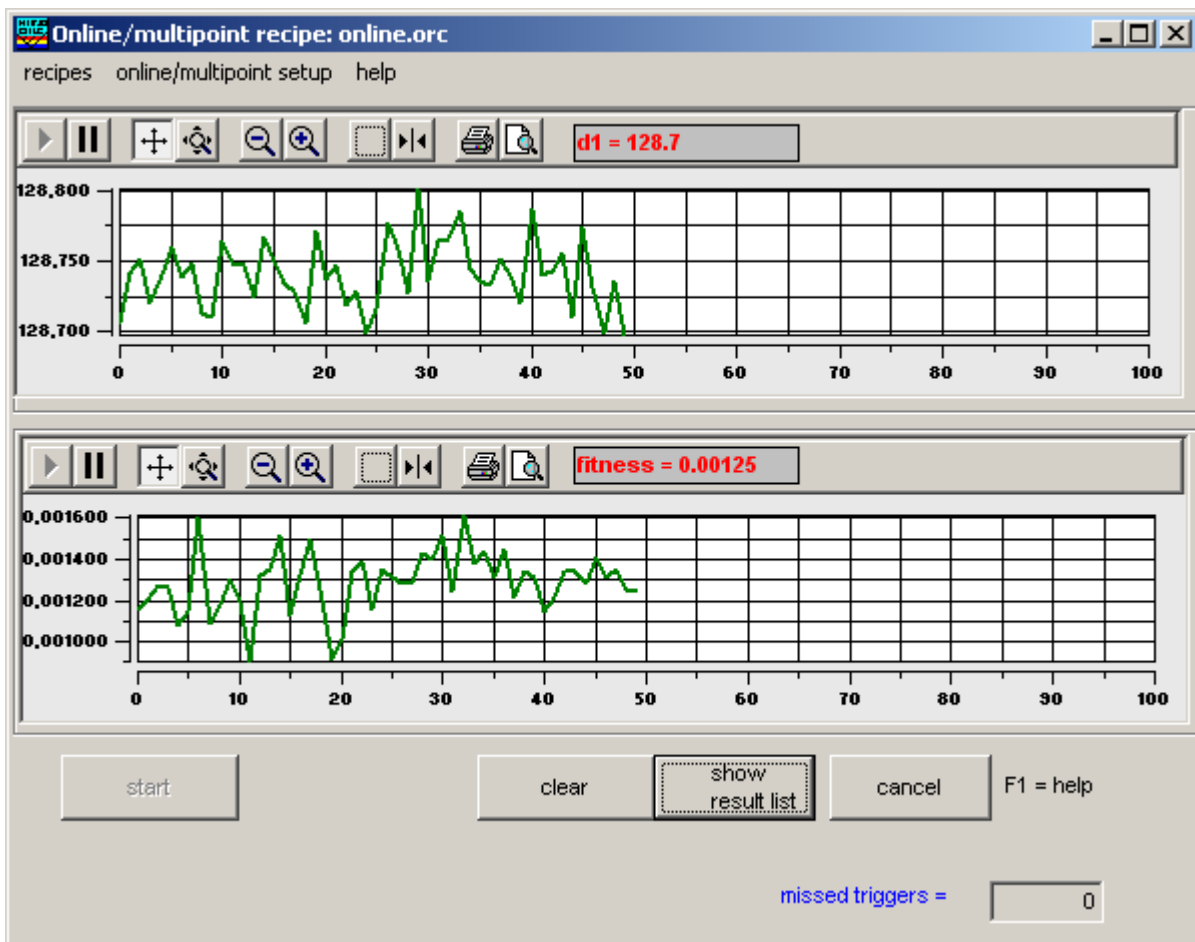 Online/multipoint recipe: online.orc
recipes online/multipoint setup help
d1 = 128.7
128,800
128,750
128,700
0 10 20 30 40 50 60 70 80 90 100
fitness = 0.00125
0,001600
0,001400
0,001200
0,001000
0 10 20 30 40 50 60 70 80 90 100
start
clear
show
result list
cancel
F1 = help
missed triggers = 0